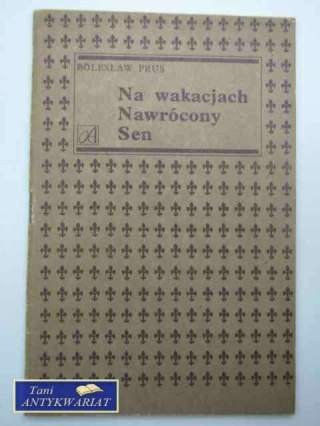 BOLESŁAW PRUS
Na wakacjach
Nawrócony
Sen
Tani
ANTYKWARIAT